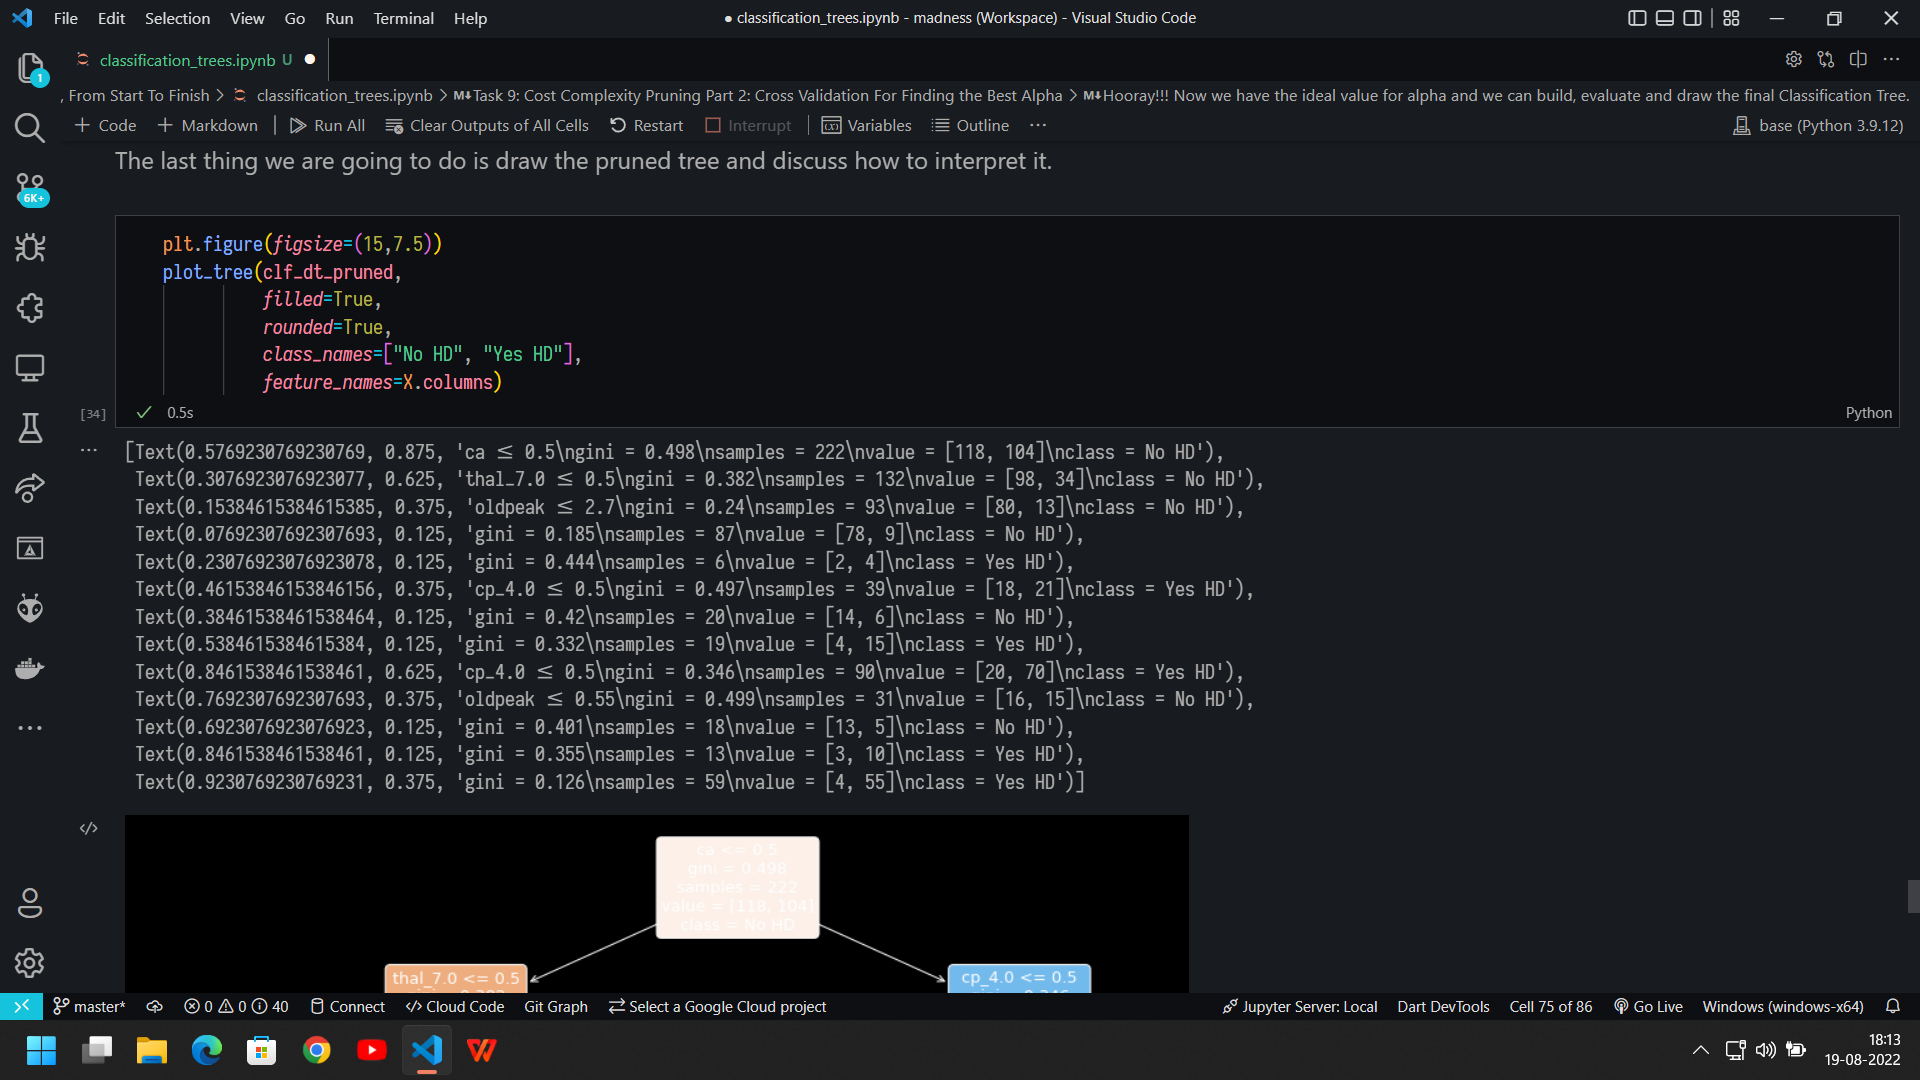 File Edit Selection View Go Run Terminal Help
● classification_trees.ipynb - madness (Workspace) - Visual Studio Code
classification_trees.ipynb U ●
, From Start To Finish > classification_trees.ipynb > M↓Task 9: Cost Complexity Pruning Part 2: Cross Validation For Finding the Best Alpha > M↓Hooray!!! Now we have the ideal value for alpha and we can build, evaluate and draw the final Classification Tree.
+ Code + Markdown Run All Clear Outputs of All Cells Restart Interrupt Variables Outline ··· base (Python 3.9.12)
1
6K+
The last thing we are going to do is draw the pruned tree and discuss how to interpret it.
plt.figure(figsize=(15,7.5))
plot_tree(clf_dt_pruned,
filled=True,
rounded=True,
class_names=["No HD", "Yes HD"],
feature_names=X.columns)
[34] 0.5s Python
[Text(0.5769230769230769, 0.875, 'ca ≤ 0.5\ngini = 0.498\nsamples = 222\nvalue = [118, 104]\nclass = No HD'),
Text(0.3076923076923077, 0.625, 'thal_7.0 ≤ 0.5\ngini = 0.382\nsamples = 132\nvalue = [98, 34]\nclass = No HD'),
Text(0.15384615384615385, 0.375, 'oldpeak ≤ 2.7\ngini = 0.24\nsamples = 93\nvalue = [80, 13]\nclass = No HD'),
Text(0.07692307692307693, 0.125, 'gini = 0.185\nsamples = 87\nvalue = [78, 9]\nclass = No HD'),
Text(0.23076923076923078, 0.125, 'gini = 0.444\nsamples = 6\nvalue = [2, 4]\nclass = Yes HD'),
Text(0.46153846153846156, 0.375, 'cp_4.0 ≤ 0.5\ngini = 0.497\nsamples = 39\nvalue = [18, 21]\nclass = Yes HD'),
Text(0.38461538461538464, 0.125, 'gini = 0.42\nsamples = 20\nvalue = [14, 6]\nclass = No HD'),
Text(0.5384615384615384, 0.125, 'gini = 0.332\nsamples = 19\nvalue = [4, 15]\nclass = Yes HD'),
Text(0.8461538461538461, 0.625, 'cp_4.0 ≤ 0.5\ngini = 0.346\nsamples = 90\nvalue = [20, 70]\nclass = Yes HD'),
Text(0.7692307692307693, 0.375, 'oldpeak ≤ 0.55\ngini = 0.499\nsamples = 31\nvalue = [16, 15]\nclass = No HD'),
Text(0.6923076923076923, 0.125, 'gini = 0.401\nsamples = 18\nvalue = [13, 5]\nclass = No HD'),
Text(0.8461538461538461, 0.125, 'gini = 0.355\nsamples = 13\nvalue = [3, 10]\nclass = Yes HD'),
Text(0.9230769230769231, 0.375, 'gini = 0.126\nsamples = 59\nvalue = [4, 55]\nclass = Yes HD')]
ca <= 0.5
gini = 0.498
samples = 222
value = [118, 104]
class = No HD
thal_7.0 <= 0.5
cp_4.0 <= 0.5
master* 0 0 40 Connect Cloud Code Git Graph Select a Google Cloud project
Jupyter Server: Local Dart DevTools Cell 75 of 86 Go Live Windows (windows-x64)
18:13
19-08-2022